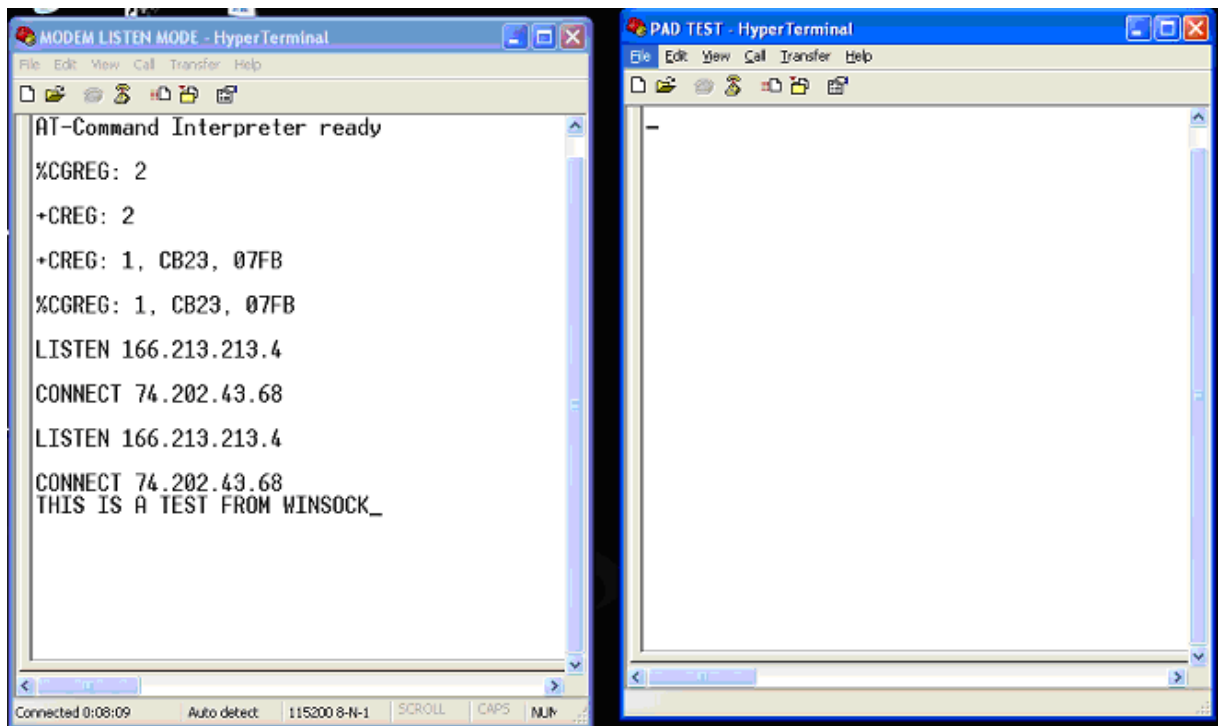 MODEM LISTEN MODE - HyperTerminal
File Edit View Call Transfer Help
AT-Command Interpreter ready
%CGREG: 2
+CREG: 2
+CREG: 1, CB23, 07FB
%CGREG: 1, CB23, 07FB
LISTEN 166.213.213.4
CONNECT 74.202.43.68
LISTEN 166.213.213.4
CONNECT 74.202.43.68
THIS IS A TEST FROM WINSOCK_
Connected 0:08:09 Auto detect 115200 8-N-1 SCROLL CAPS NUM
PAD TEST - HyperTerminal
File Edit View Call Transfer Help
_